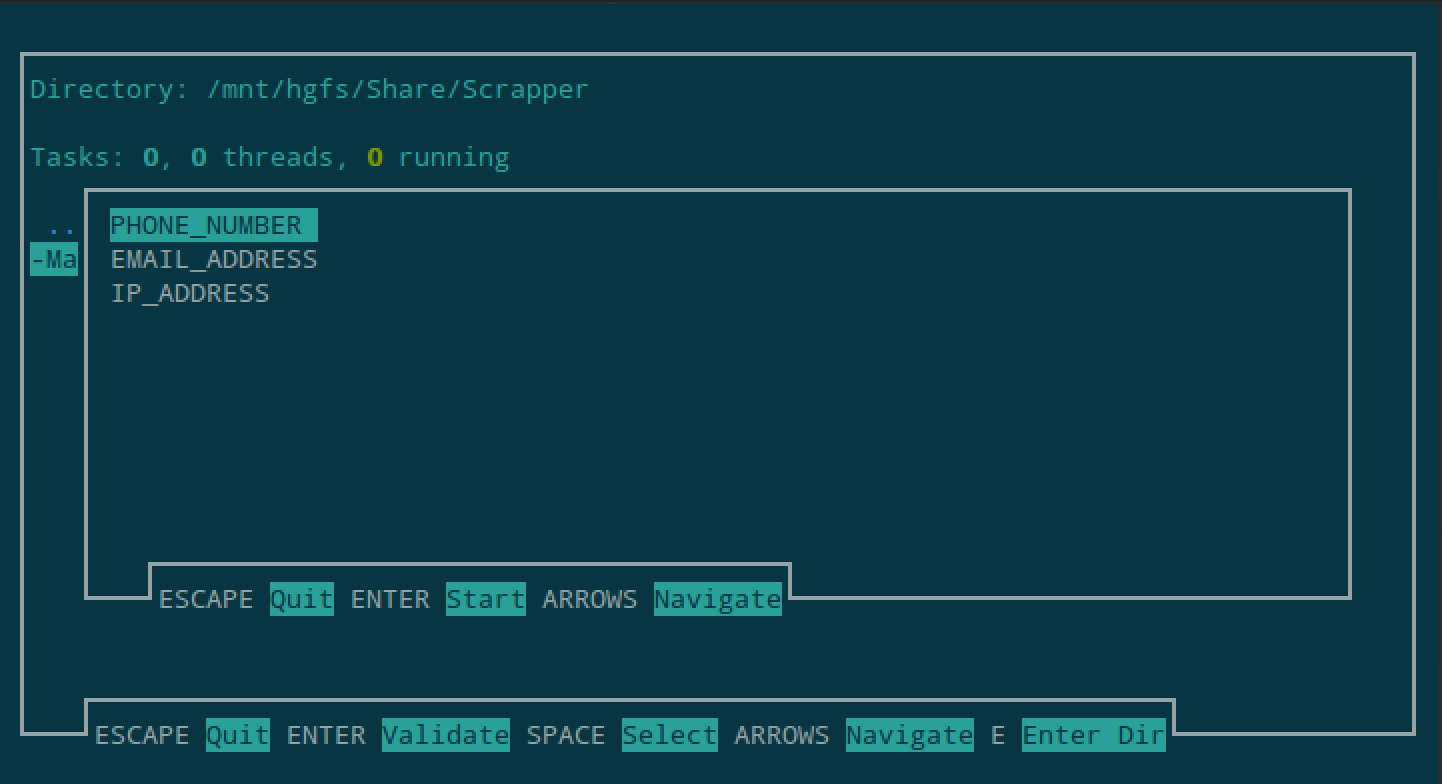 Directory: /mnt/hgfs/Share/Scrapper
Tasks: 0, 0 threads, 0 running
.. PHONE_NUMBER
-Ma EMAIL_ADDRESS
IP_ADDRESS
ESCAPE Quit ENTER Start ARROWS Navigate
ESCAPE Quit ENTER Validate SPACE Select ARROWS Navigate E Enter Dir